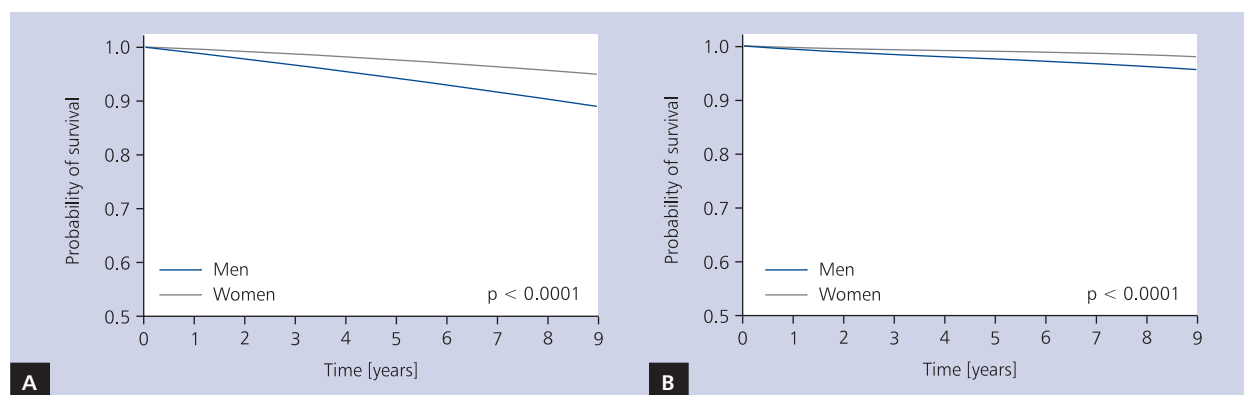 Probability of survival
1.0
0.9
0.8
0.7
0.6
0.5
Men
Women
p < 0.0001
0 1 2 3 4 5 6 7 8 9
Time [years]
A
Probability of survival
1.0
0.9
0.8
0.7
0.6
0.5
Men
Women
p < 0.0001
0 1 2 3 4 5 6 7 8 9
Time [years]
B